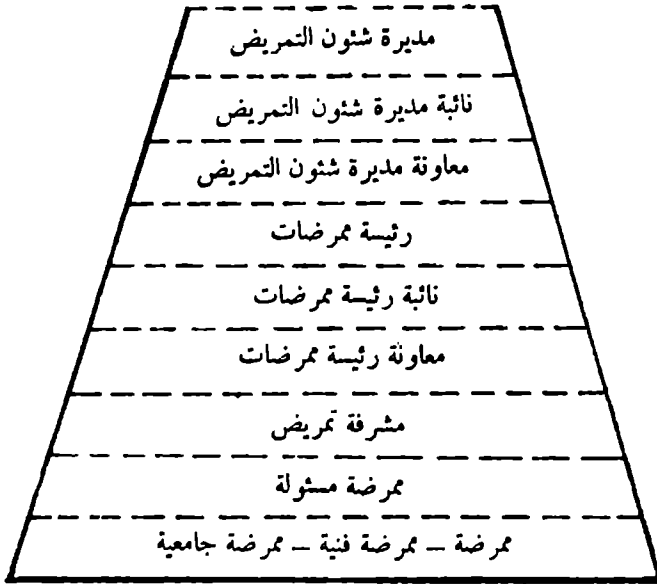 مديرة شئون التمريض
نائبة مديرة شئون التمريض
معاونة مديرة شئون التمريض
رئيسة ممرضات
نائبة رئيسة ممرضات
معاونة رئيسة ممرضات
مشرفة تمريض
ممرضة مسئولة
ممرضة – ممرضة فنية – ممرضة جامعية